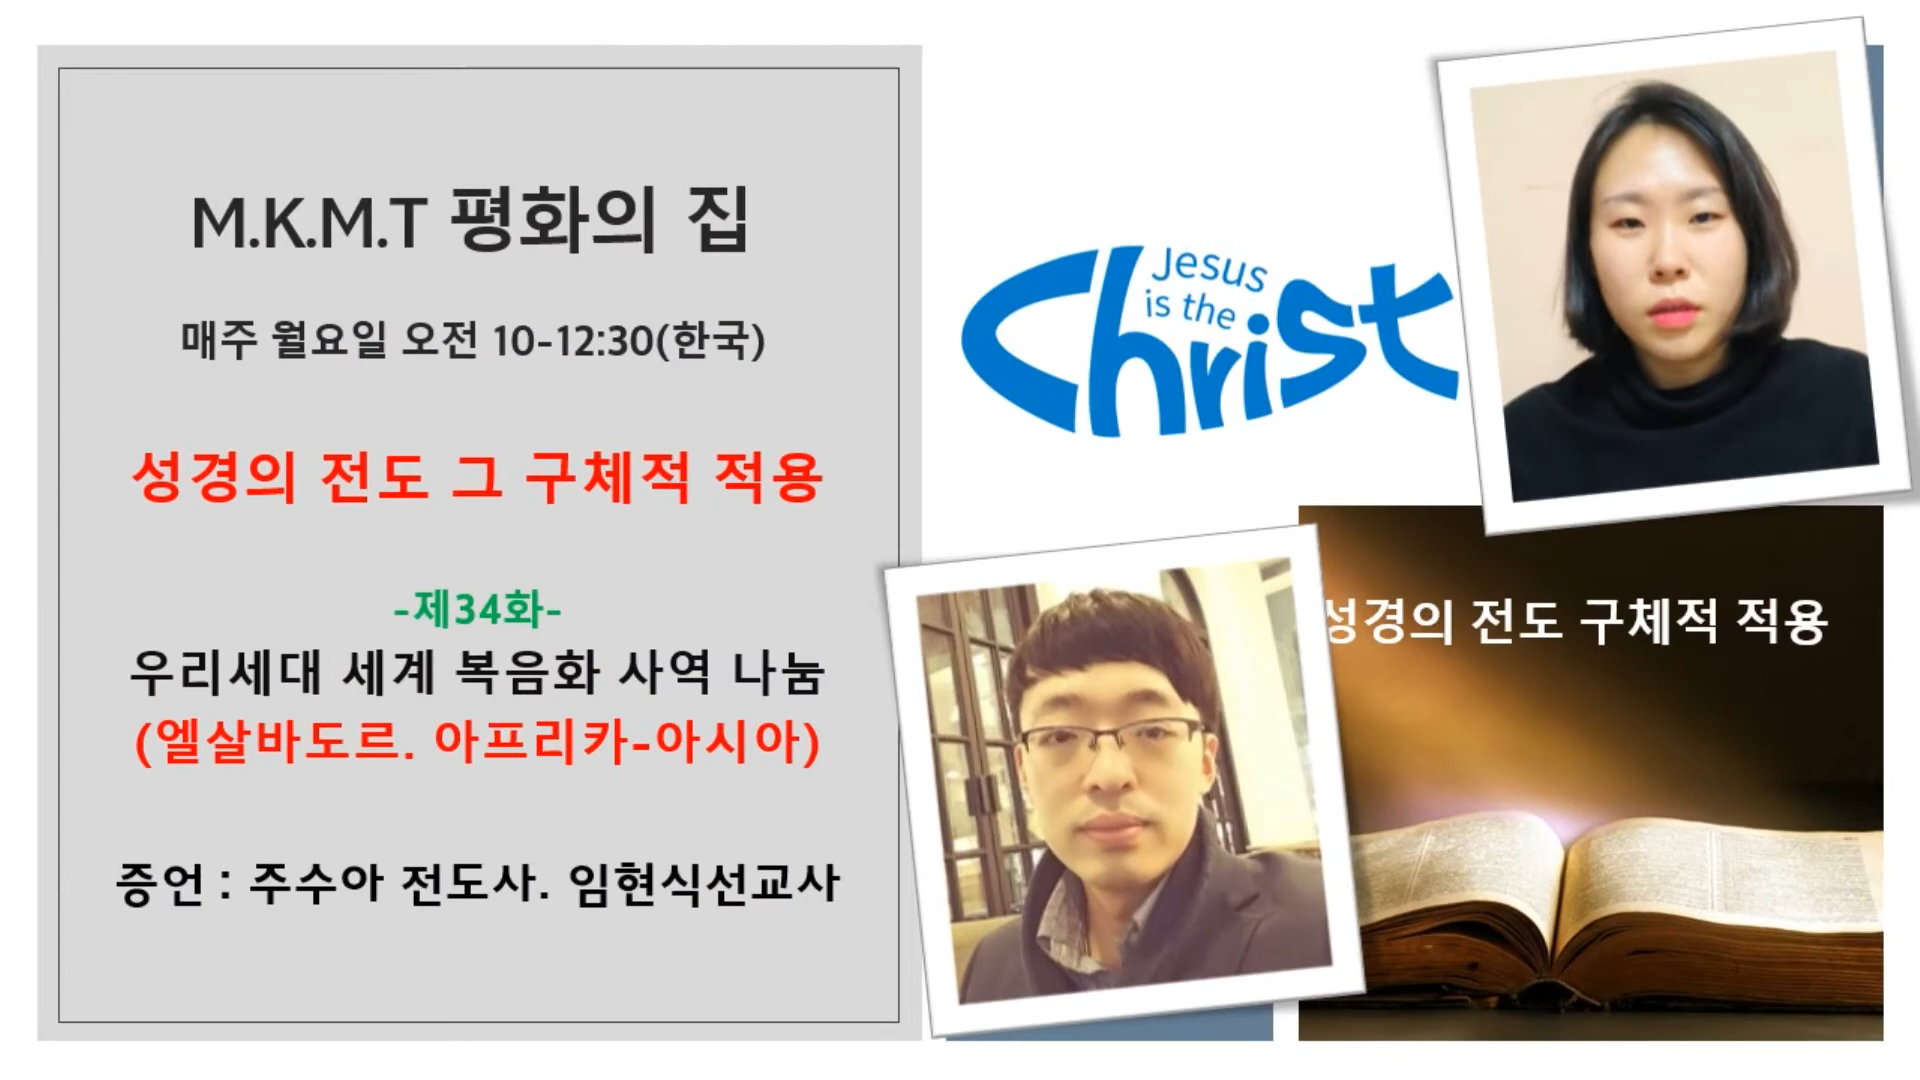 M.K.M.T 평화의 집
매주 월요일 오전 10-12:30(한국)
성경의 전도 그 구체적 적용
-제34화-
우리세대 세계 복음화 사역 나눔
(엘살바도르. 아프리카-아시아)
증언 : 주수아 전도사. 임현식선교사
Jesus
is the
Christ
성경의 전도 구체적 적용